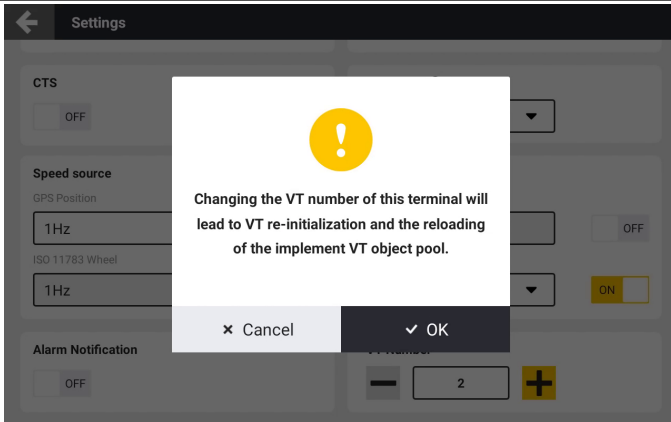 Settings
CTS
OFF
Speed source
GPS Position
1Hz
OFF
ISO 11783 Wheel
1Hz
ON
Changing the VT number of this terminal will
lead to VT re-initialization and the reloading
of the implement VT object pool.
Cancel
OK
Alarm Notification
OFF
VT Number
2